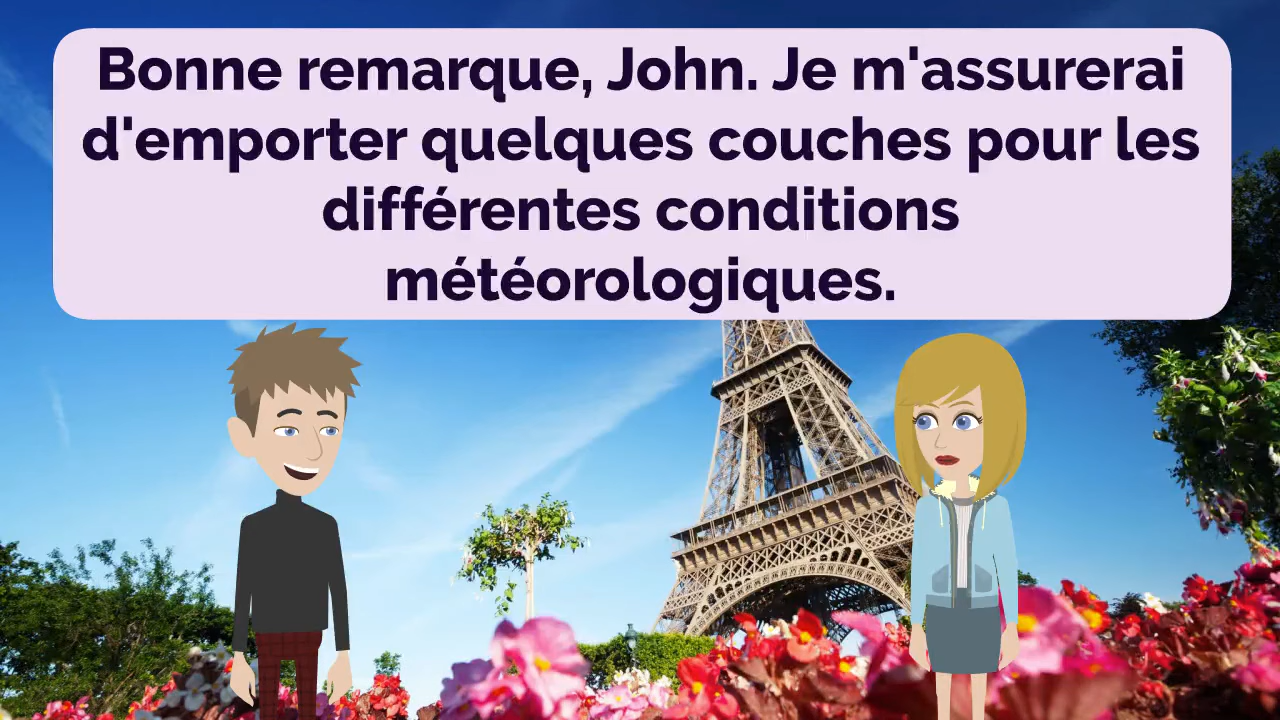 Bonne remarque, John. Je m'assurerai
d'emporter quelques couches pour les
différentes conditions
météorologiques.